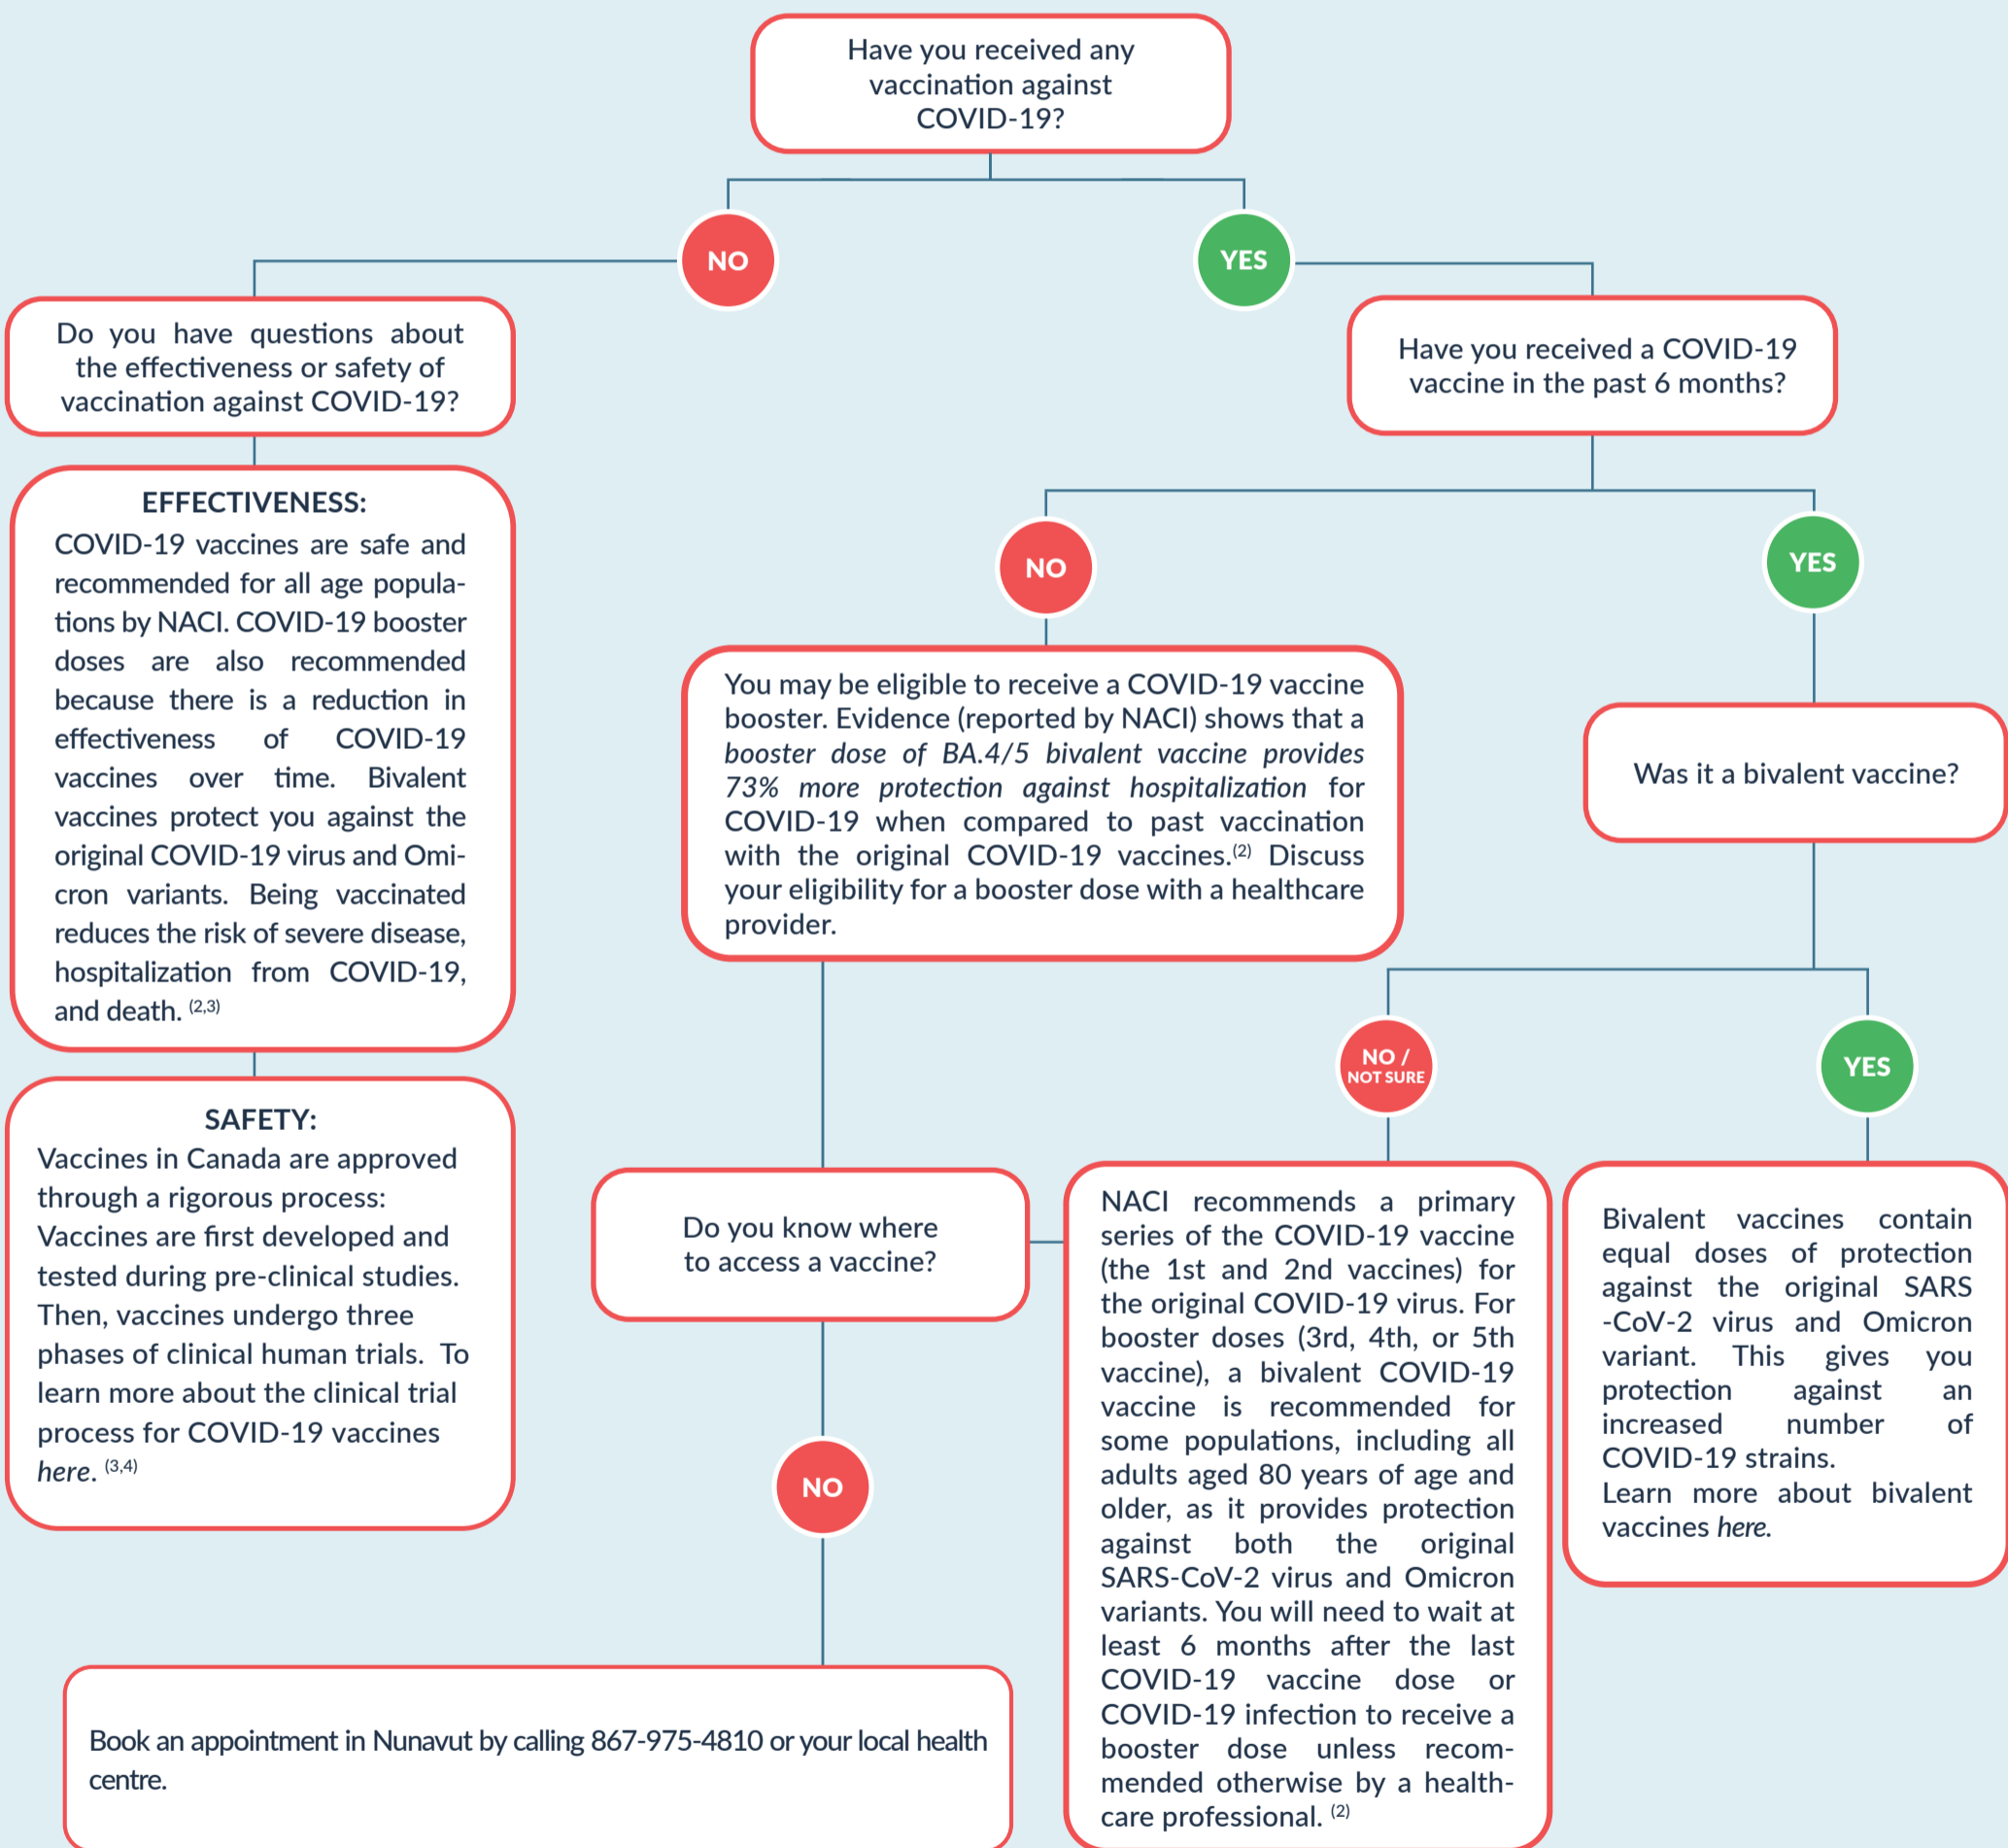 Have you received any
vaccination against
COVID-19?
NO
YES
Do you have questions about
the effectiveness or safety of
vaccination against COVID-19?
Have you received a COVID-19
vaccine in the past 6 months?
EFFECTIVENESS:
COVID-19 vaccines are safe and
recommended for all age popula-
tions by NACI. COVID-19 booster
doses are also recommended
because there is a reduction in
effectiveness of COVID-19
vaccines over time. Bivalent
vaccines protect you against the
original COVID-19 virus and Omi-
cron variants. Being vaccinated
reduces the risk of severe disease,
hospitalization from COVID-19,
and death. (2,3)
NO
YES
You may be eligible to receive a COVID-19 vaccine
booster. Evidence (reported by NACI) shows that a
booster dose of BA.4/5 bivalent vaccine provides
73% more protection against hospitalization for
COVID-19 when compared to past vaccination
with the original COVID-19 vaccines.(2) Discuss
your eligibility for a booster dose with a healthcare
provider.
Was it a bivalent vaccine?
NO /
NOT SURE
YES
SAFETY:
Vaccines in Canada are approved
through a rigorous process:
Vaccines are first developed and
tested during pre-clinical studies.
Then, vaccines undergo three
phases of clinical human trials. To
learn more about the clinical trial
process for COVID-19 vaccines
here. (3,4)
Do you know where
to access a vaccine?
NACI recommends a primary
series of the COVID-19 vaccine
(the 1st and 2nd vaccines) for
the original COVID-19 virus. For
booster doses (3rd, 4th, or 5th
vaccine), a bivalent COVID-19
vaccine is recommended for
some populations, including all
adults aged 80 years of age and
older, as it provides protection
against both the original
SARS-CoV-2 virus and Omicron
variants. You will need to wait at
least 6 months after the last
COVID-19 vaccine dose or
COVID-19 infection to receive a
booster dose unless recom-
mended otherwise by a health-
care professional. (2)
Bivalent vaccines contain
equal doses of protection
against the original SARS
-CoV-2 virus and Omicron
variant. This gives you
protection against an
increased number of
COVID-19 strains.
Learn more about bivalent
vaccines here.
NO
Book an appointment in Nunavut by calling 867-975-4810 or your local health
centre.